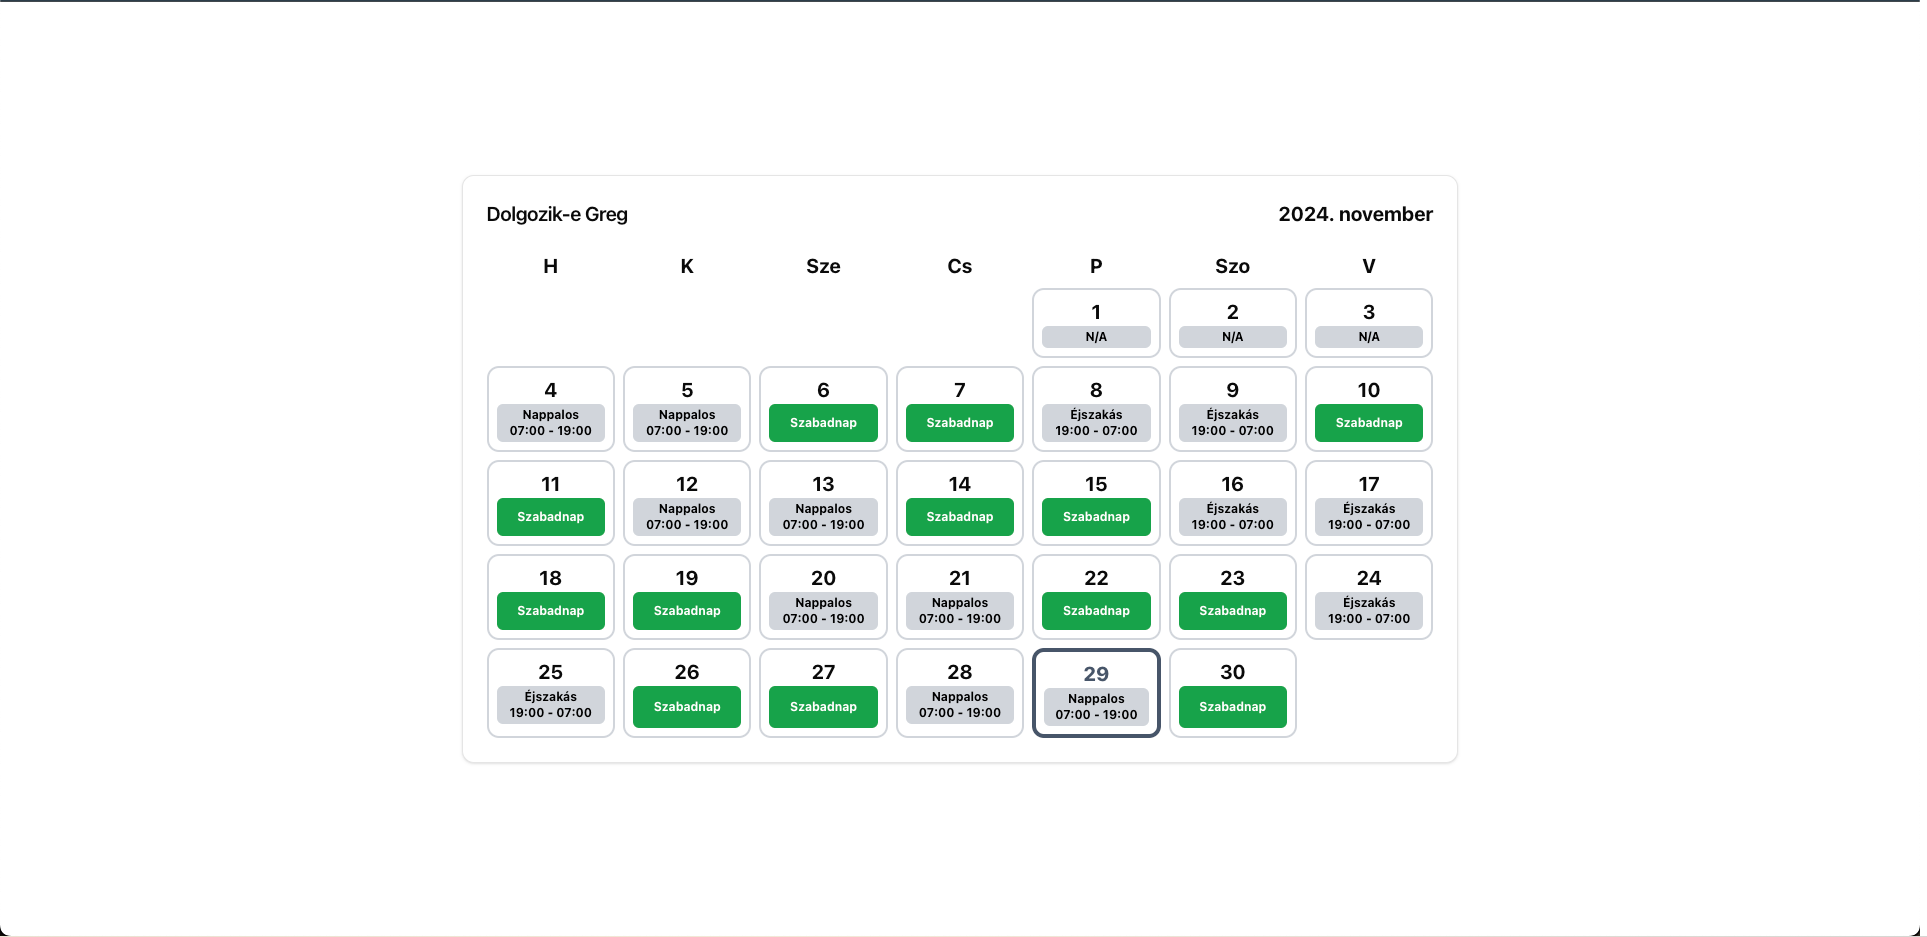 Dolgozik-e Greg
2024. november
H K Sze Cs P Szo V
1 2 3
N/A N/A N/A
4 5 6 7 8 9 10
Nappalos Nappalos Szabadnap Szabadnap Éjszakás Éjszakás Szabadnap
07:00 - 19:00 07:00 - 19:00 19:00 - 07:00 19:00 - 07:00
11 12 13 14 15 16 17
Szabadnap Nappalos Nappalos Szabadnap Szabadnap Éjszakás Éjszakás
07:00 - 19:00 07:00 - 19:00 19:00 - 07:00 19:00 - 07:00
18 19 20 21 22 23 24
Szabadnap Szabadnap Nappalos Nappalos Szabadnap Szabadnap Éjszakás
07:00 - 19:00 07:00 - 19:00 19:00 - 07:00
25 26 27 28 29 30
Éjszakás Szabadnap Szabadnap Nappalos Nappalos Szabadnap
19:00 - 07:00 07:00 - 19:00 07:00 - 19:00